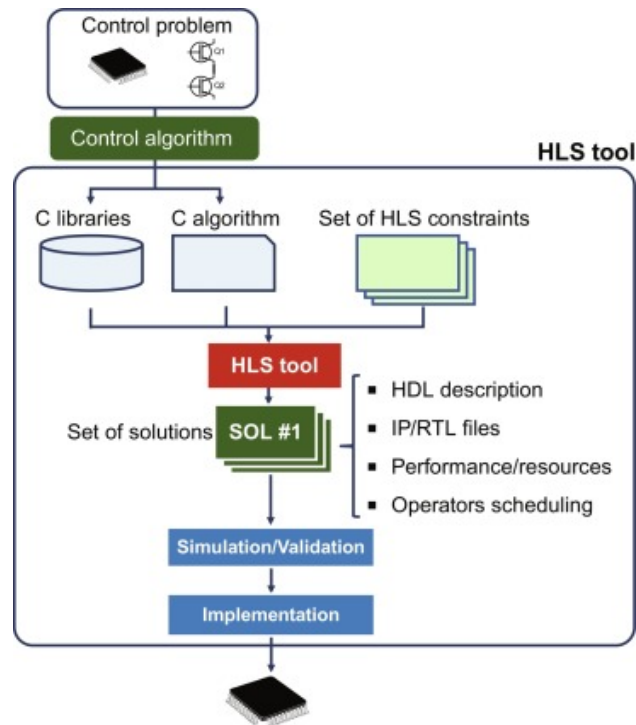 Control problem
Q1
Q2
Control algorithm
HLS tool
C libraries
C algorithm
Set of HLS constraints
HLS tool
Set of solutions
SOL #1
▪ HDL description
▪ IP/RTL files
▪ Performance/resources
▪ Operators scheduling
Simulation/Validation
Implementation